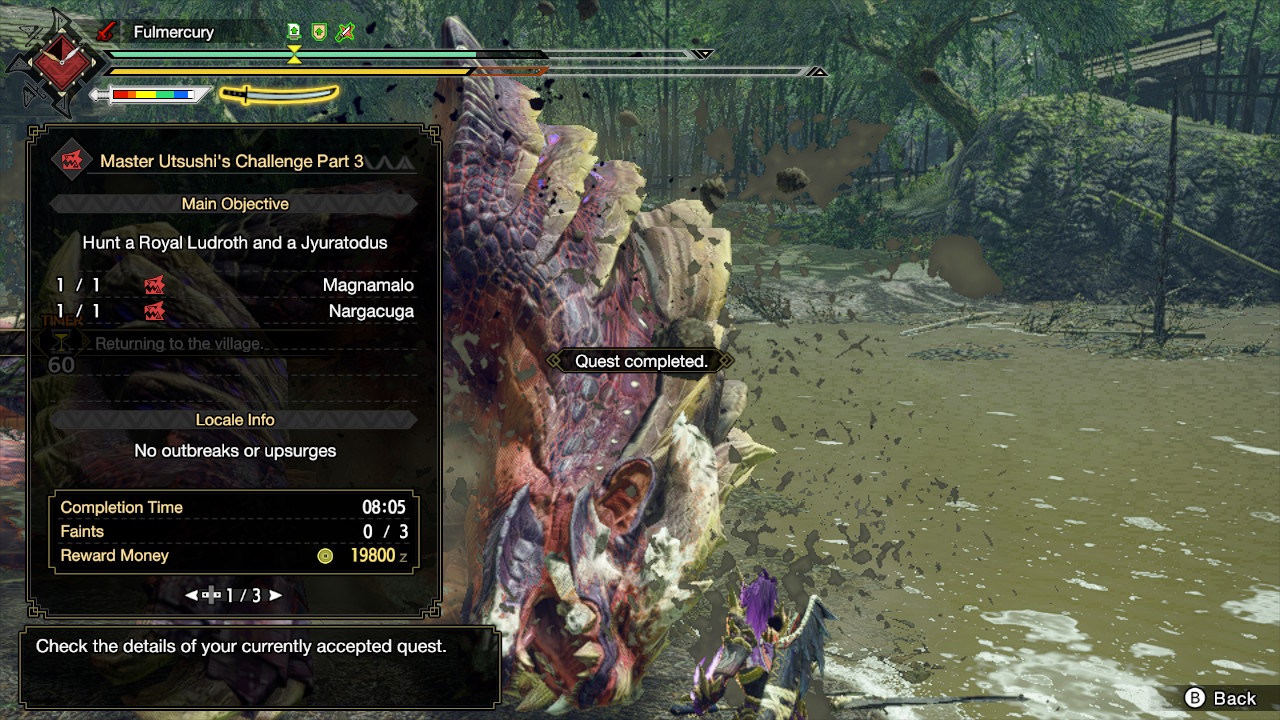 Fulmercury
Master Utsushi's Challenge Part 3
Main Objective
Hunt a Royal Ludroth and a Jyuratodus
1 / 1 Magnamalo
1 / 1 Nargacuga
TIMER
Returning to the village.
60
Quest completed.
Locale Info
No outbreaks or upsurges
Completion Time 08:05
Faints 0 / 3
Reward Money 19800 z
1 / 3
Check the details of your currently accepted quest.
B Back